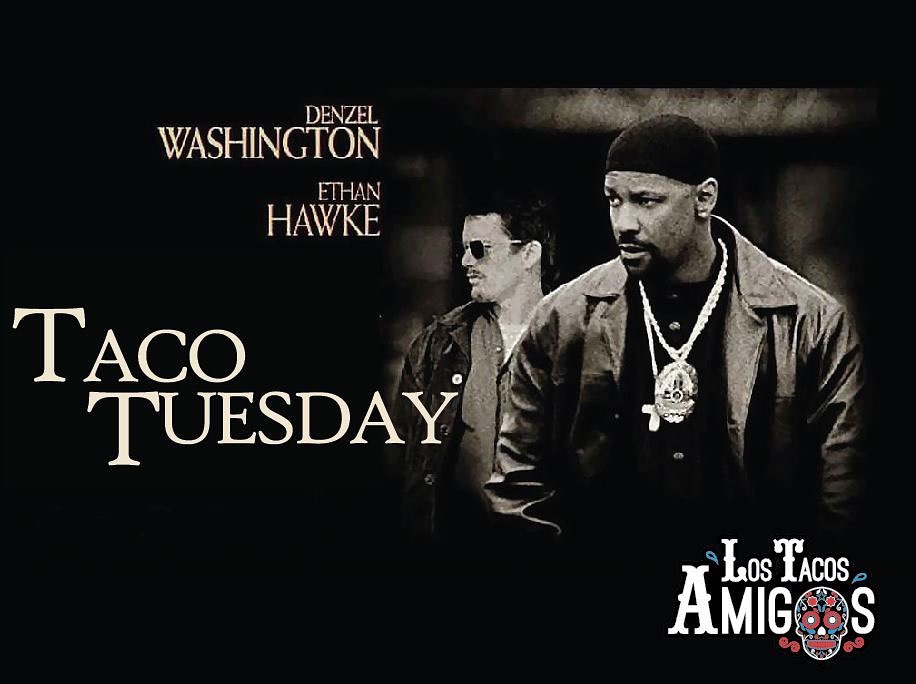 DENZEL
WASHINGTON
ETHAN
HAWKE
TACO
TUESDAY
LOS TACOS
AMIGOS